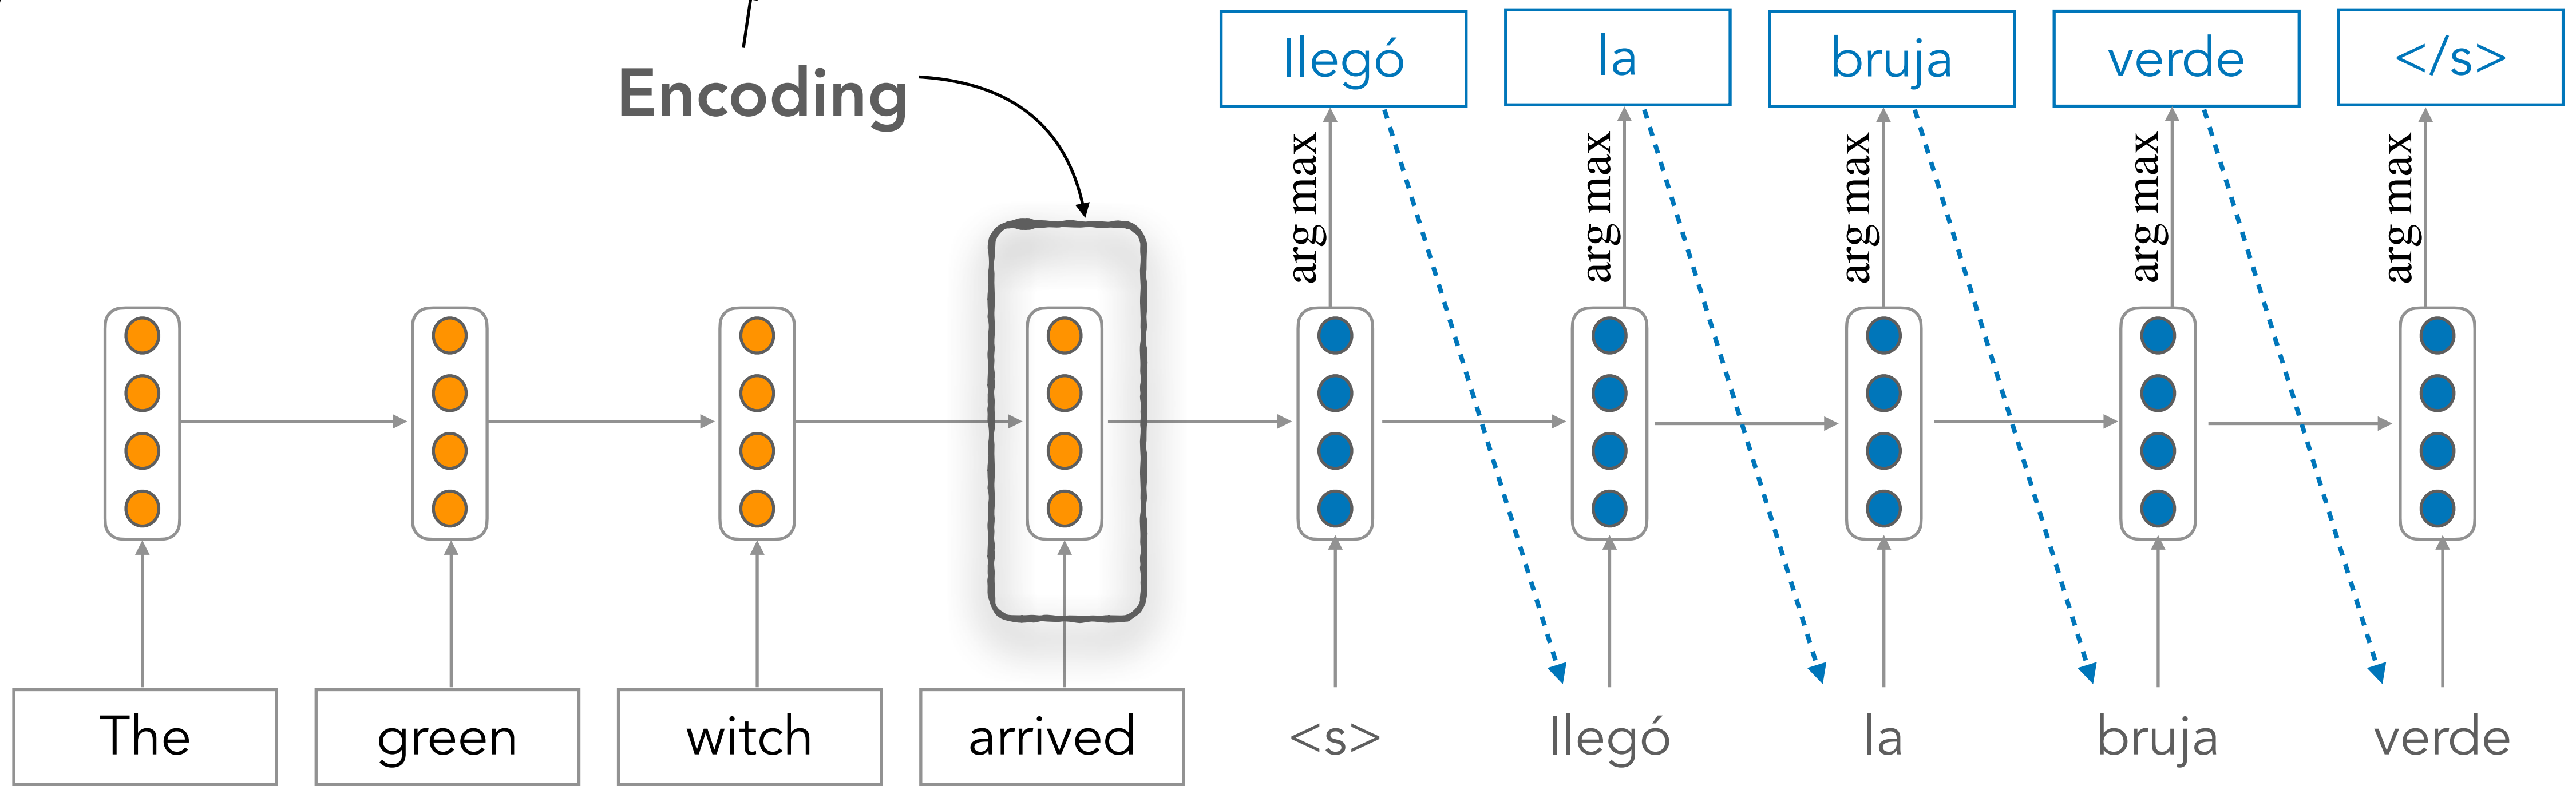 Encoding
llegó la bruja verde </s>
arg max arg max arg max arg max arg max
The green witch arrived <s> llegó la bruja verde